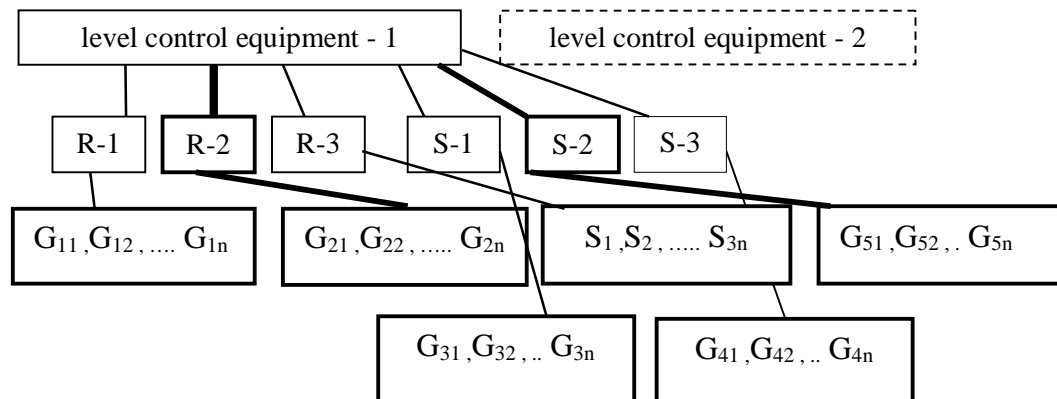 level control equipment - 1
level control equipment - 2
R-1
R-2
R-3
S-1
S-2
S-3
G₁₁ ,G₁₂ , .... G₁ₙ
G₂₁ ,G₂₂ , ..... G₂ₙ
S₁ ,S₂ , ..... S₃ₙ
G₅₁ ,G₅₂ , . G₅ₙ
G₃₁ ,G₃₂ , .. G₃ₙ
G₄₁ ,G₄₂ , .. G₄ₙ